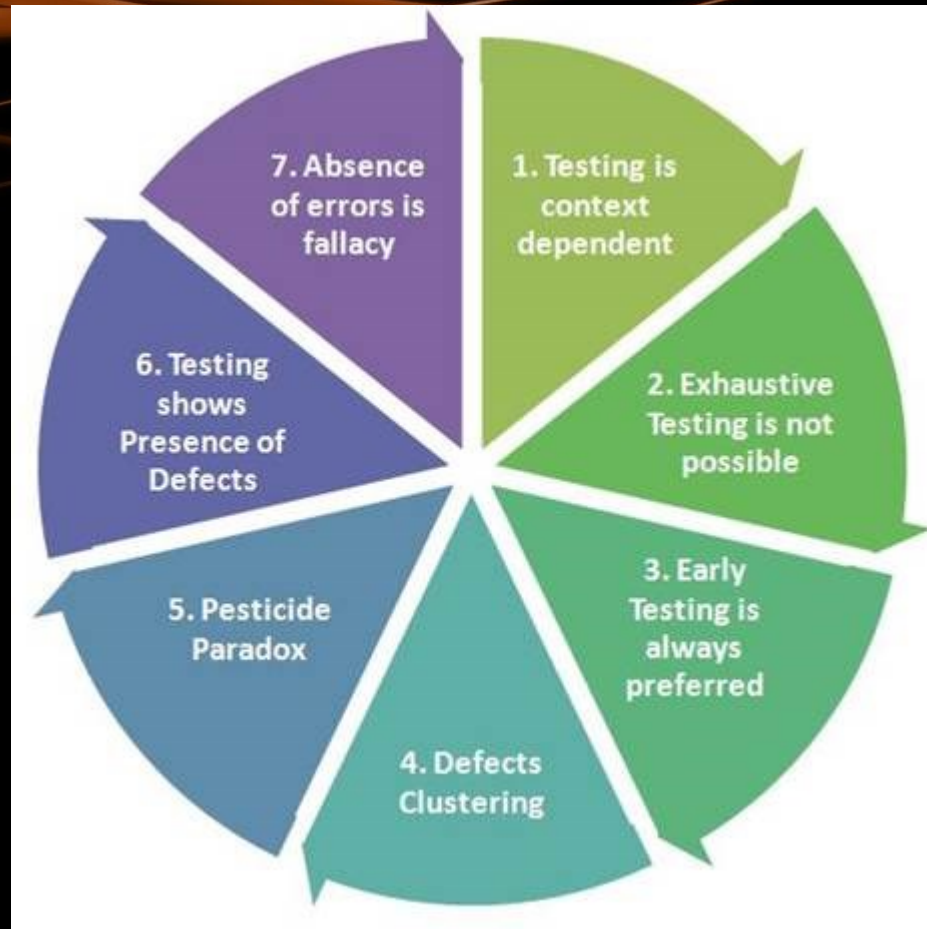 1. Testing is
context
dependent
2. Exhaustive
Testing is not
possible
3. Early
Testing is
always
preferred
4. Defects
Clustering
5. Pesticide
Paradox
6. Testing
shows
Presence of
Defects
7. Absence
of errors is
fallacy